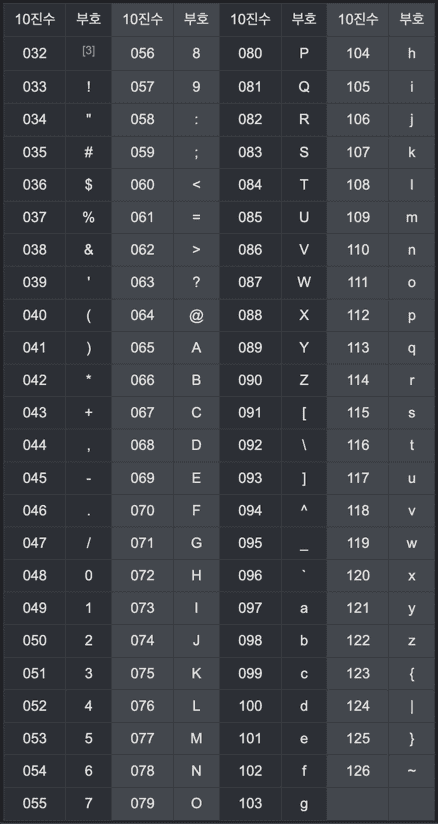 10진수 부호 10진수 부호 10진수 부호 10진수 부호
032 [3] 056 8 080 P 104 h
033 ! 057 9 081 Q 105 i
034 " 058 : 082 R 106 j
035 # 059 ; 083 S 107 k
036 $ 060 < 084 T 108 l
037 % 061 = 085 U 109 m
038 & 062 > 086 V 110 n
039 ' 063 ? 087 W 111 o
040 ( 064 @ 088 X 112 p
041 ) 065 A 089 Y 113 q
042 * 066 B 090 Z 114 r
043 + 067 C 091 [ 115 s
044 , 068 D 092 \ 116 t
045 - 069 E 093 ] 117 u
046 . 070 F 094 ^ 118 v
047 / 071 G 095 _ 119 w
048 0 072 H 096 ` 120 x
049 1 073 I 097 a 121 y
050 2 074 J 098 b 122 z
051 3 075 K 099 c 123 {
052 4 076 L 100 d 124 |
053 5 077 M 101 e 125 }
054 6 078 N 102 f 126 ~
055 7 079 O 103 g